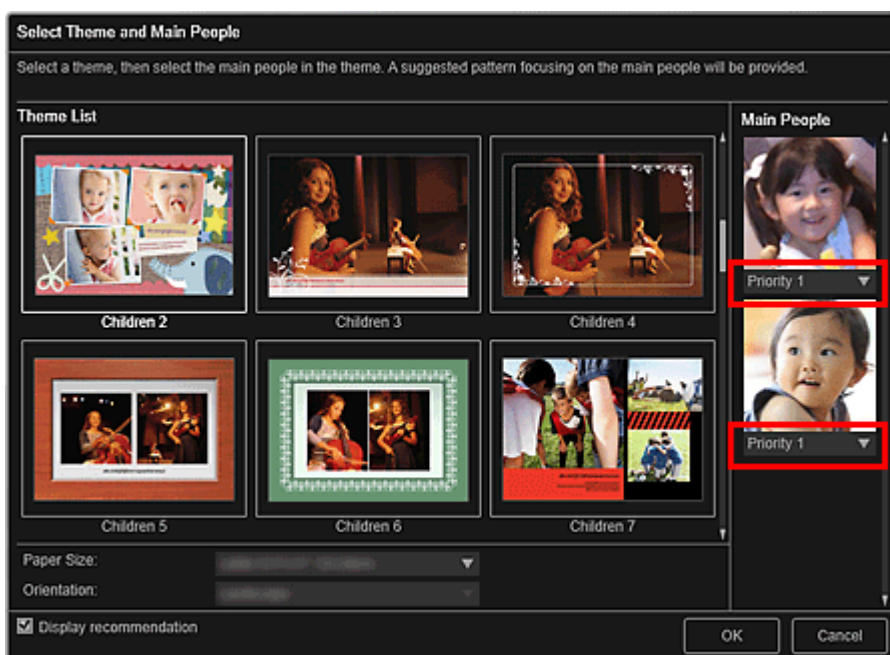 Select Theme and Main People
Select a theme, then select the main people in the theme. A suggested pattern focusing on the main people will be provided.
Theme List
Main People
Children 2
Children 3
Children 4
Priority 1
Children 5
Children 6
Children 7
Priority 1
Paper Size:
Orientation:
Display recommendation
OK
Cancel